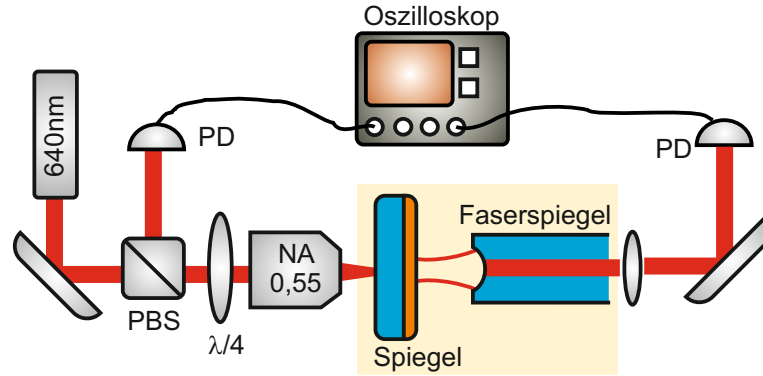 Oszilloskop
640nm
PD
PD
Faserspiegel
NA
0,55
PBS
λ/4
Spiegel